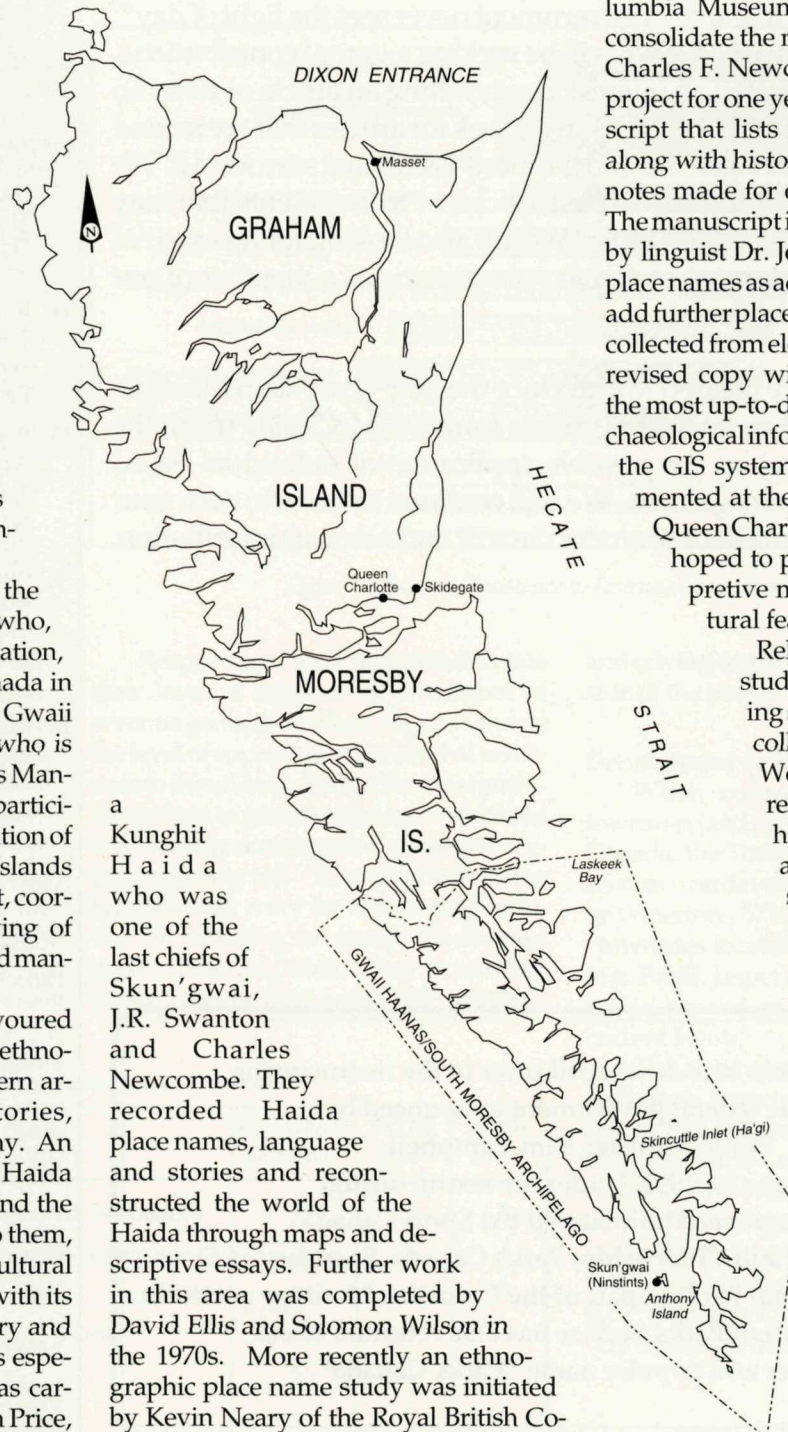 s
n-
the
who,
ation,
nada in
Gwaii
who is
s Man-
partici-
tion of
slands
t, coor-
ving of
d man-
voured
ethno-
ern ar-
tories,
ny. An
Haida
nd the
o them,
ultural
with its
ry and
s espe-
as car-
n Price,
DIXON ENTRANCE
Masset
N
GRAHAM
ISLAND
HECATE
Queen
Charlotte
Skidegate
MORESBY
STRAIT
IS.
Laskeek
Bay
GWAII HAANAS/SOUTH MORESBY ARCHIPELAGO
Skincuttle Inlet (Ha'gi)
Skun'gwai
(Ninstints)
Anthony
Island
a
Kunghit
Haida
who was
one of the
last chiefs of
Skun'gwai,
J.R. Swanton
and Charles
Newcombe. They
recorded Haida
place names, language
and stories and recon-
structed the world of the
Haida through maps and de-
scriptive essays. Further work
in this area was completed by
David Ellis and Solomon Wilson in
the 1970s. More recently an ethno-
graphic place name study was initiated
by Kevin Neary of the Royal British Co-
lumbia Museum
consolidate the m
Charles F. Newc
project for one ye
script that lists
along with histo
notes made for e
The manuscript i
by linguist Dr. Jo
place names as ac
add further place
collected from el
revised copy wi
the most up-to-d
chaeological info
the GIS system
mented at the
Queen Char
hoped to p
pretive m
tural fea
Rel
stud
ing
coll
We
re
h
a
s